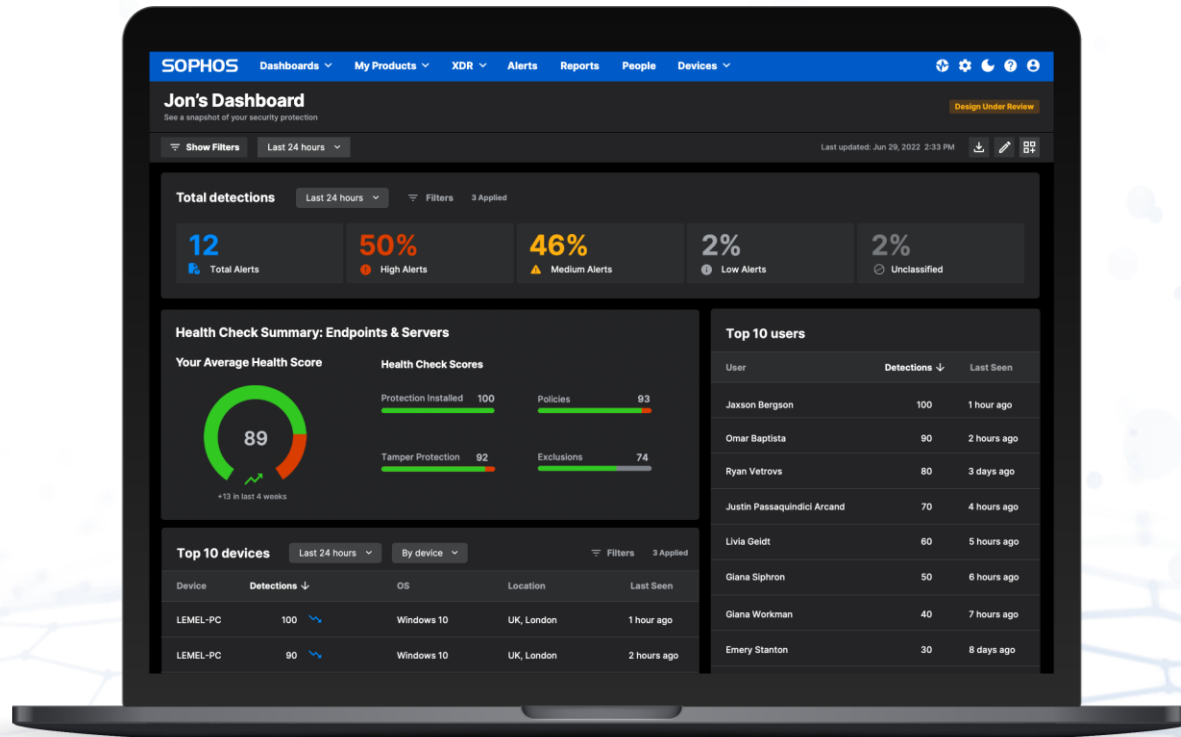 SOPHOS Dashboards My Products XDR Alerts Reports People Devices
Jon's Dashboard
See a snapshot of your security protection
Design Under Review
Show Filters Last 24 hours Last updated: Jun 29, 2022 2:33 PM
Total detections Last 24 hours Filters 3 Applied
12 50% 46% 2% 2%
Total Alerts High Alerts Medium Alerts Low Alerts Unclassified
Health Check Summary: Endpoints & Servers
Your Average Health Score
89
+13 in last 4 weeks
Health Check Scores
Protection Installed 100 Policies 93
Tamper Protection 92 Exclusions 74
Top 10 users
User Detections Last Seen
Jaxson Bergson 100 1 hour ago
Omar Baptista 90 2 hours ago
Ryan Vetrovs 80 3 days ago
Justin Passaquindici Arcand 70 4 hours ago
Livia Geidt 60 5 hours ago
Giana Siphron 50 6 hours ago
Giana Workman 40 7 hours ago
Emery Stanton 30 8 days ago
Top 10 devices Last 24 hours By device Filters 3 Applied
Device Detections OS Location Last Seen
LEMEL-PC 100 Windows 10 UK, London 1 hour ago
LEMEL-PC 90 Windows 10 UK, London 2 hours ago